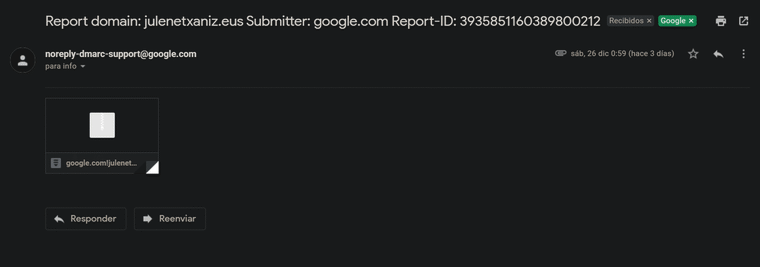 Report domain: julenetxaniz.eus Submitter: google.com Report-ID: 3935851160389800212 Recibidos × Google ×
noreply-dmarc-support@google.com sáb, 26 dic 0:59 (hace 3 días)
para info
google.com!julenet...
Responder Reenviar